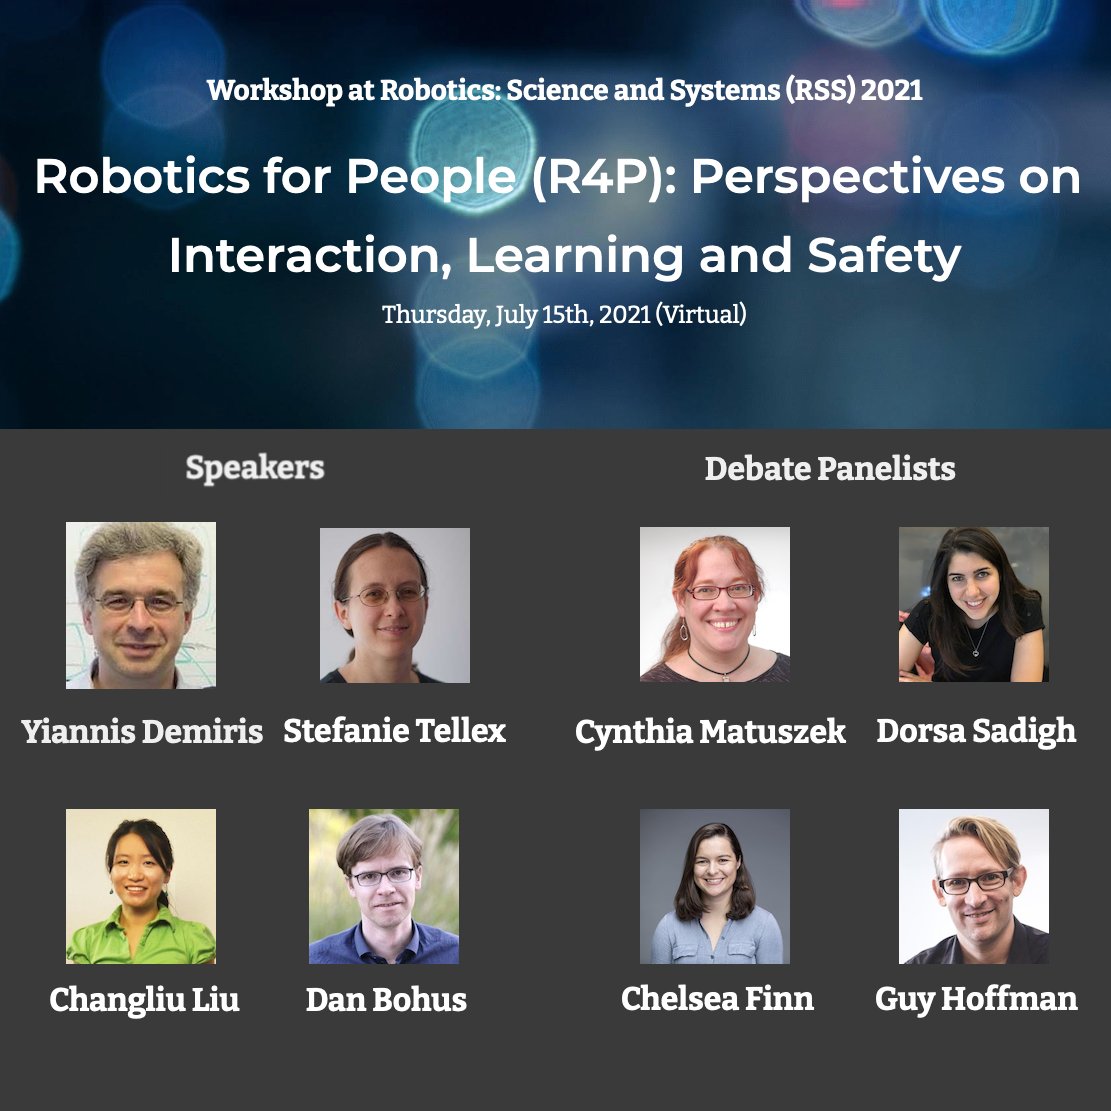 Workshop at Robotics: Science and Systems (RSS) 2021
Robotics for People (R4P): Perspectives on
Interaction, Learning and Safety
Thursday, July 15th, 2021 (Virtual)
Speakers
Yiannis Demiris
Stefanie Tellex
Changliu Liu
Dan Bohus
Debate Panelists
Cynthia Matuszek
Dorsa Sadigh
Chelsea Finn
Guy Hoffman